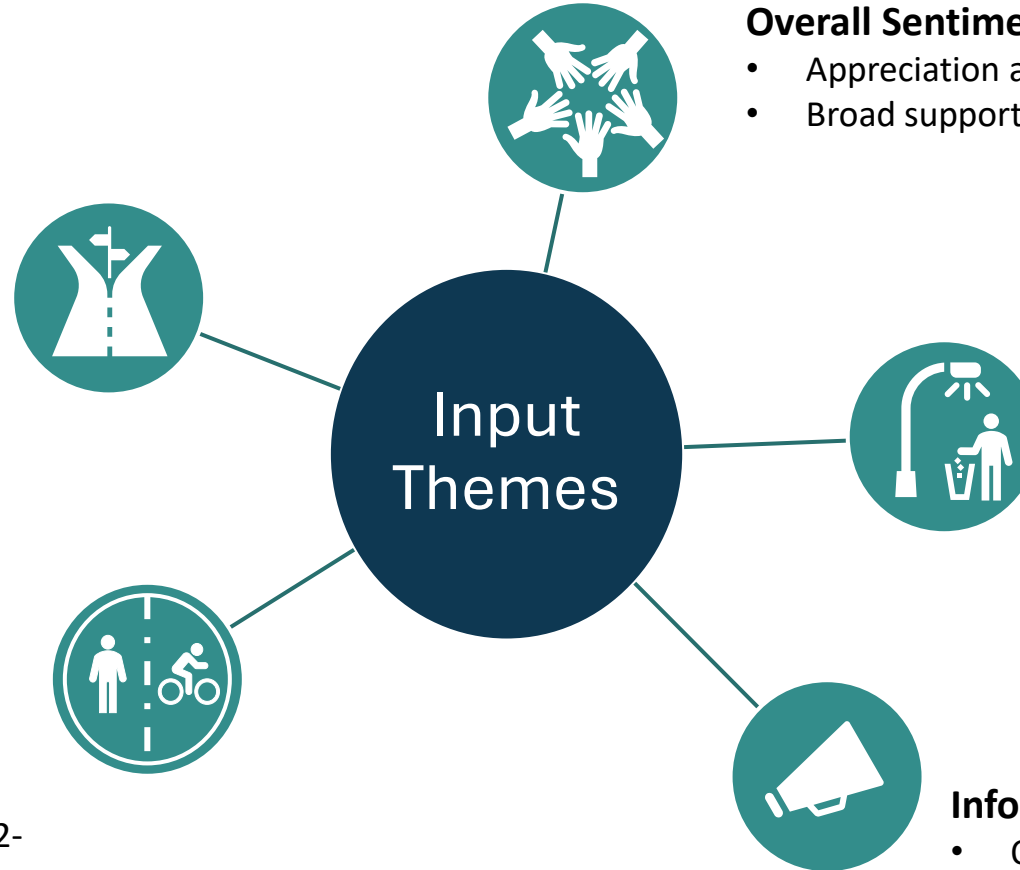 Overall Sentime
• Appreciation a
• Broad support
Input
Themes
Info
•
2-